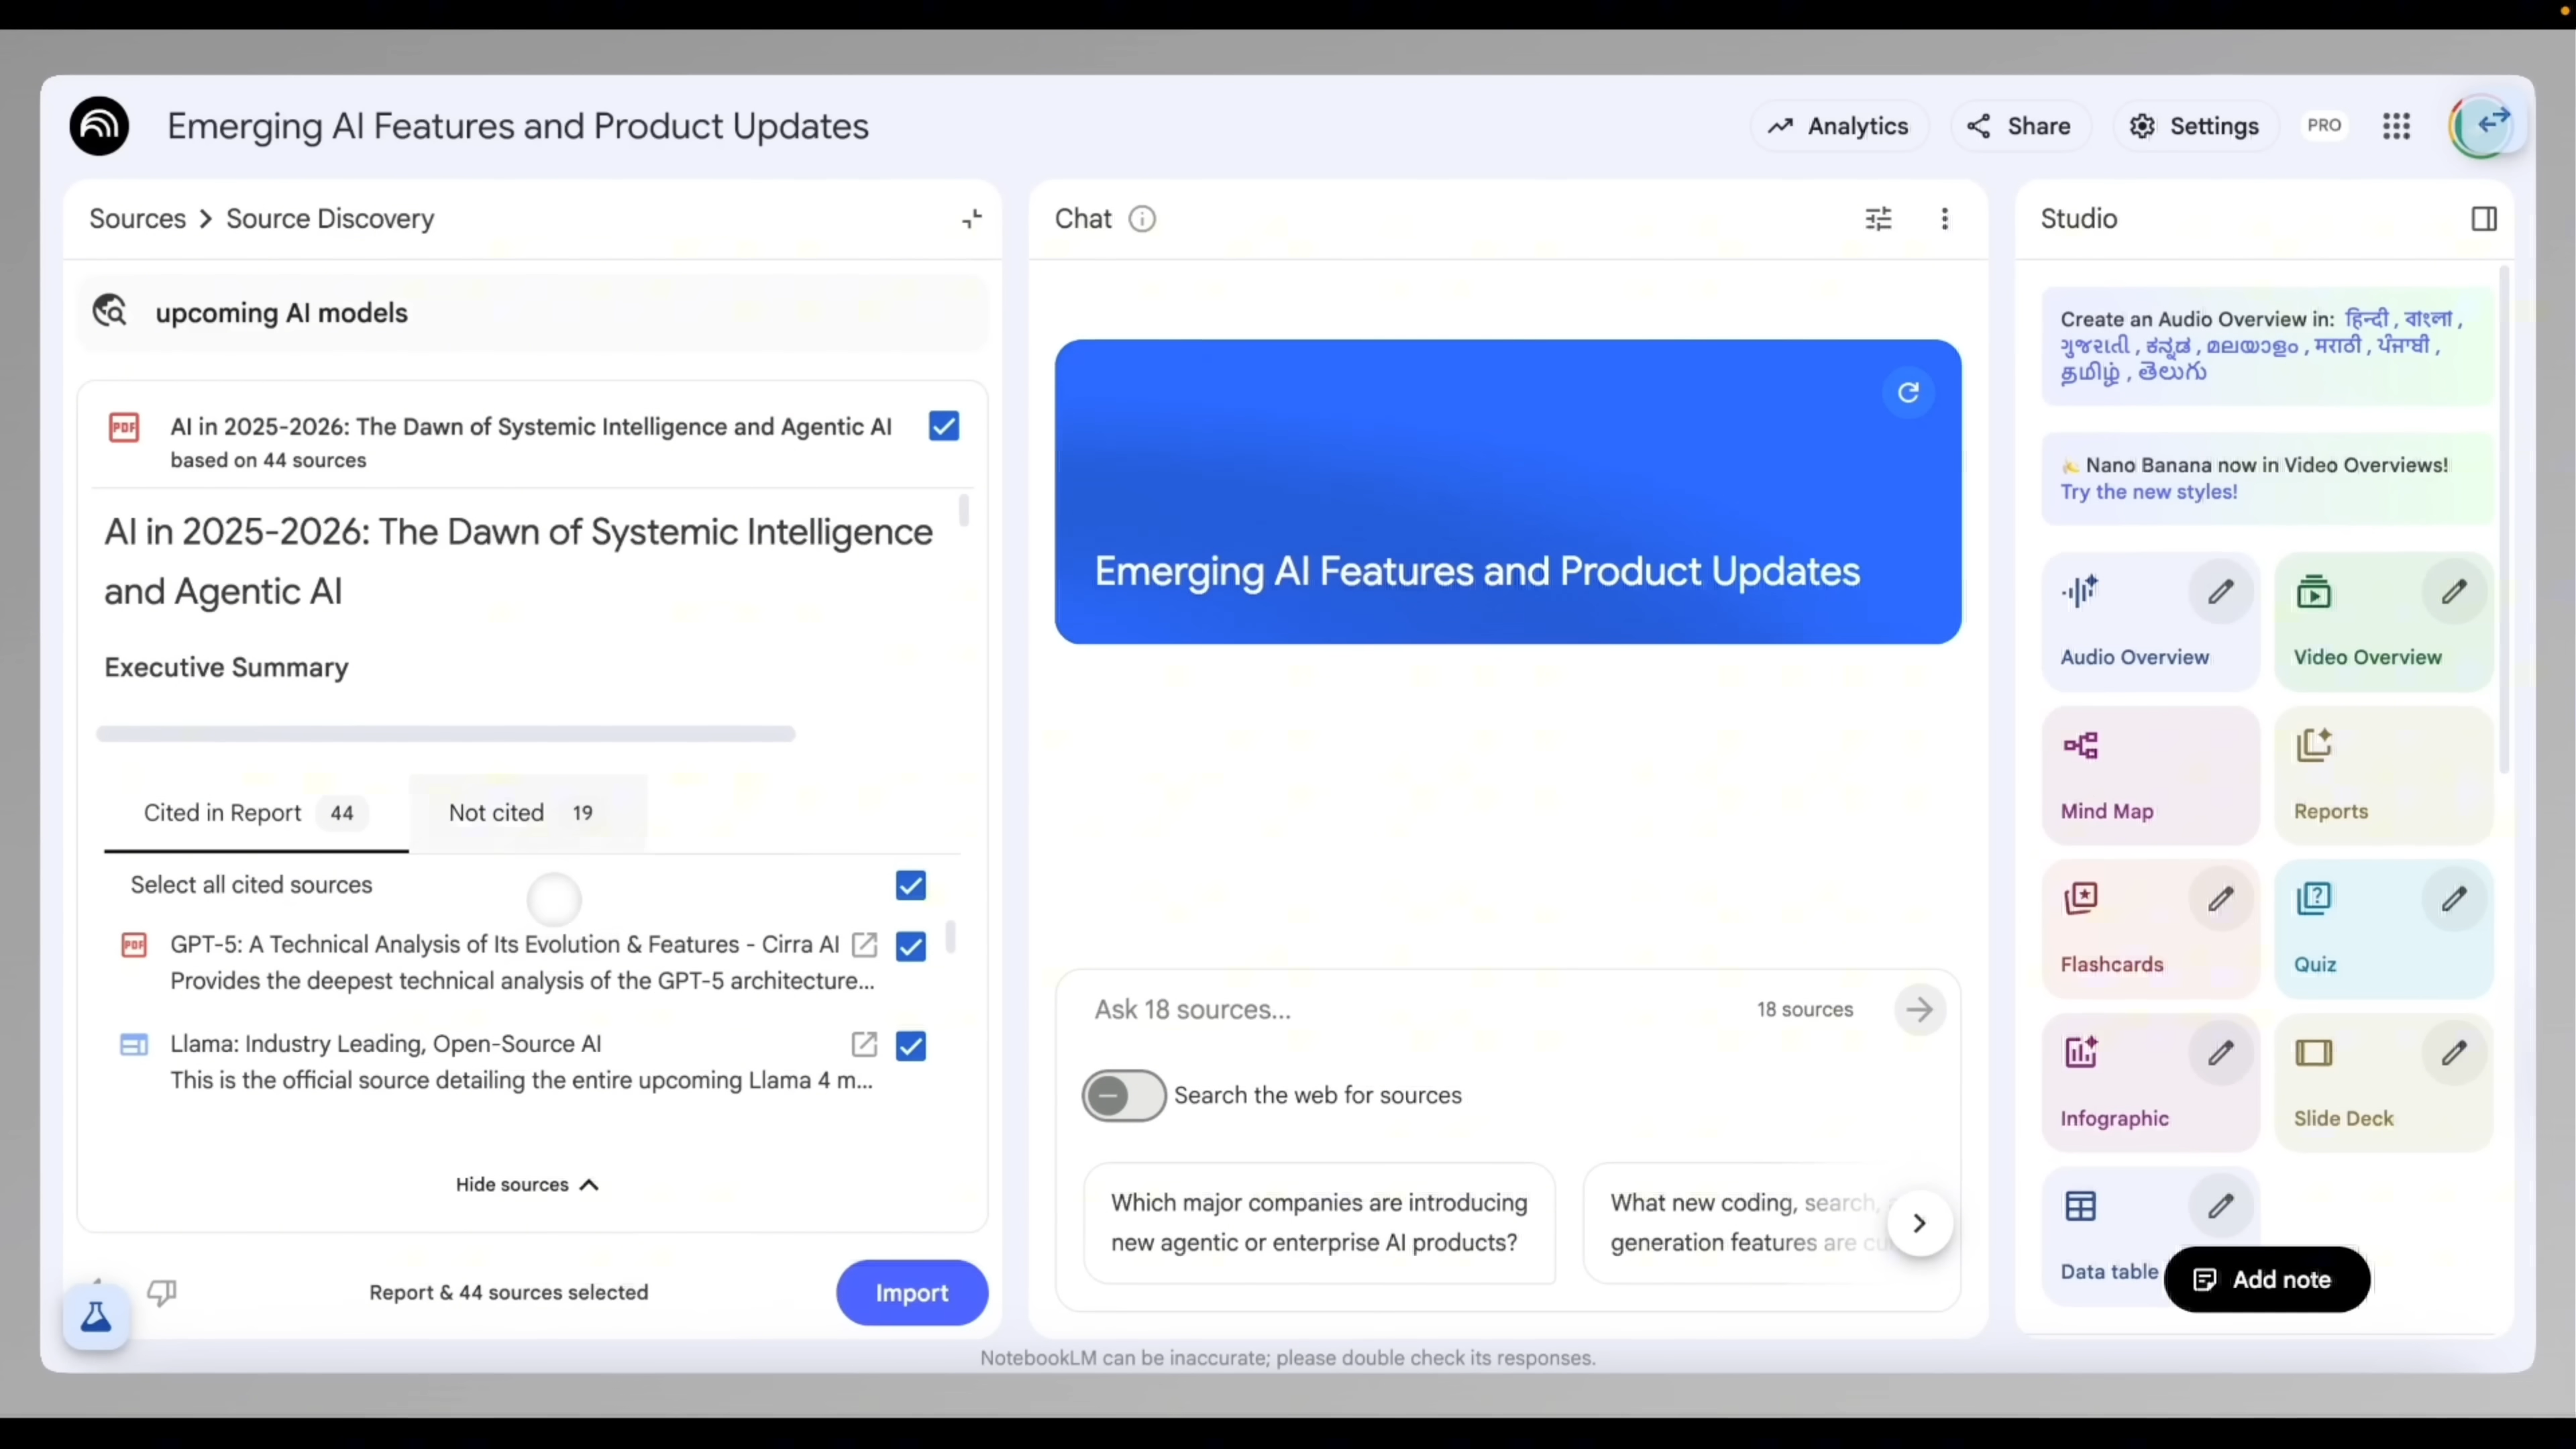 Emerging AI Features and Product Updates
Analytics
Share
Settings
PRO
Sources > Source Discovery
upcoming AI models
PDF
AI in 2025-2026: The Dawn of Systemic Intelligence and Agentic AI
based on 44 sources
AI in 2025-2026: The Dawn of Systemic Intelligence
and Agentic AI
Executive Summary
Cited in Report 44
Not cited 19
Select all cited sources
PDF
GPT-5: A Technical Analysis of Its Evolution & Features - Cirra AI
Provides the deepest technical analysis of the GPT-5 architecture...
Llama: Industry Leading, Open-Source AI
This is the official source detailing the entire upcoming Llama 4 m...
Hide sources
Report & 44 sources selected
Import
Chat
Emerging AI Features and Product Updates
Ask 18 sources...
18 sources
Search the web for sources
Which major companies are introducing
new agentic or enterprise AI products?
What new coding, search,
generation features are
NotebookLM can be inaccurate; please double check its responses.
Studio
Create an Audio Overview in: हिन्दी , বাংলা ,
ગુજરાતી , ಕನ್ನಡ , മലയാളം , मराठी , ਪੰਜਾਬੀ ,
தமிழ் , తెలుగు
🍌 Nano Banana now in Video Overviews!
Try the new styles!
Audio Overview
Video Overview
Mind Map
Reports
Flashcards
Quiz
Infographic
Slide Deck
Data table
Add note